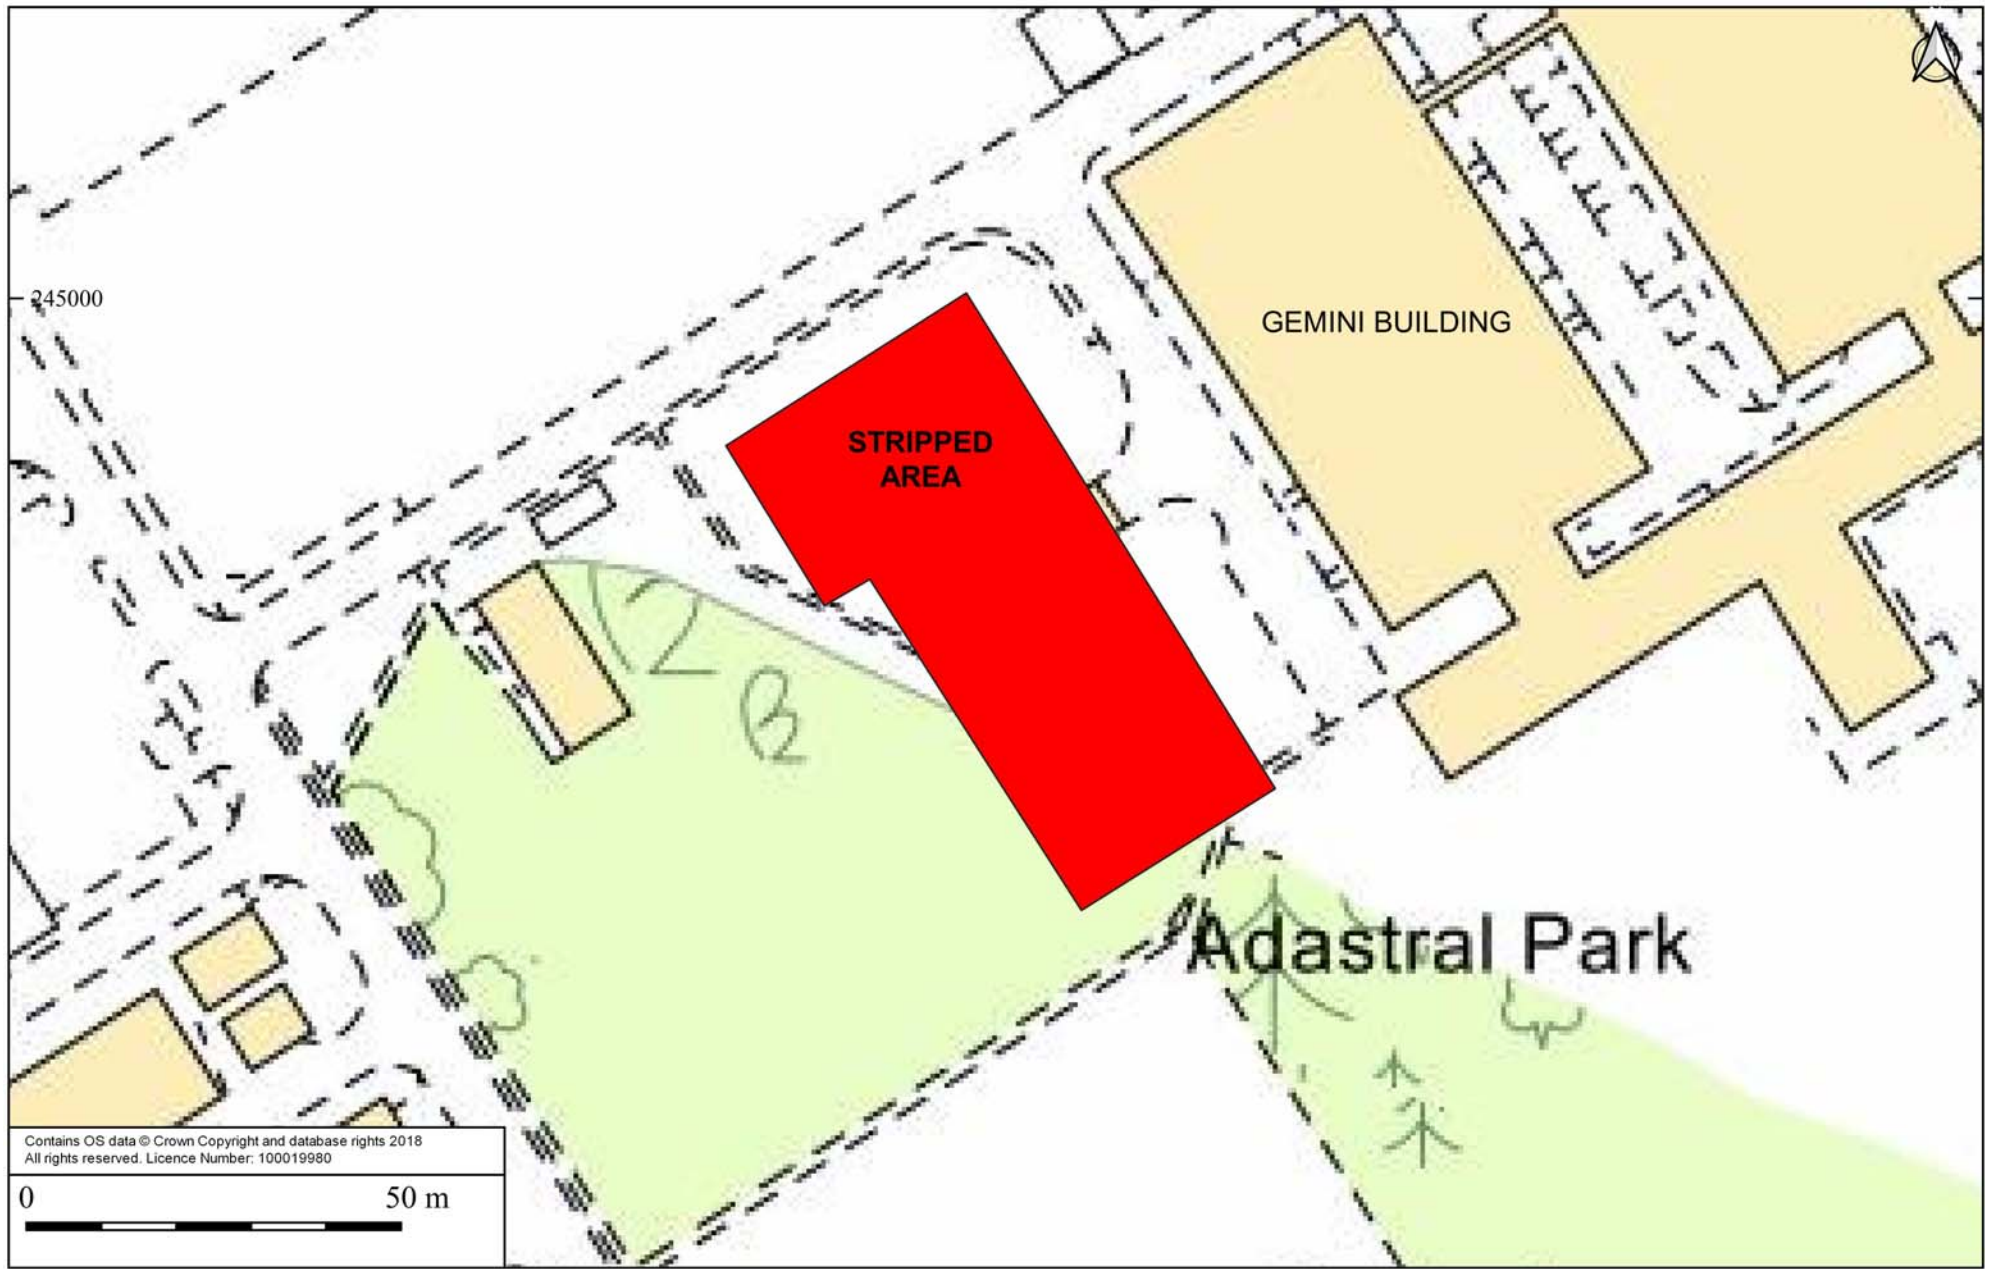 245000
GEMINI BUILDING
STRIPPED
AREA
Adastral Park
Contains OS data © Crown Copyright and database rights 2018
All rights reserved. Licence Number: 100019980
0 50 m